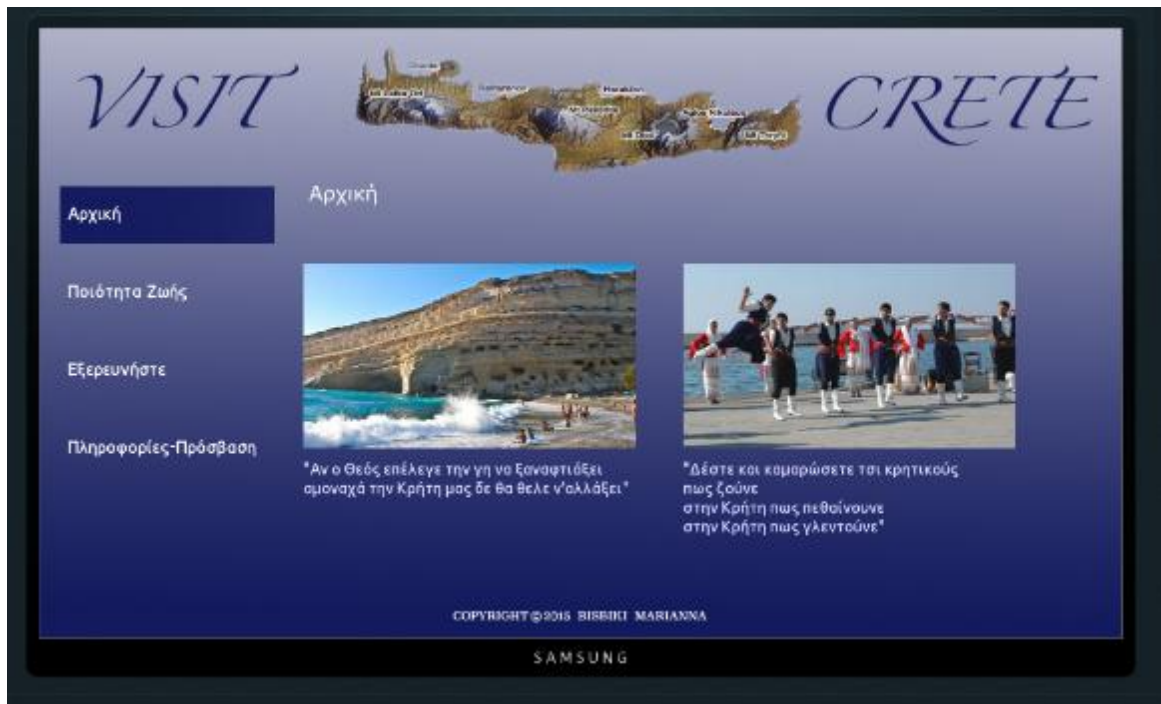 VISIT
CRETE
Αρχική
Αρχική
Ποιότητα Ζωής
Εξερευνήστε
Πληροφορίες-Πρόσβαση
"Αν ο Θεός επέλεγε την γη να ξαναφτιάξει
αμοναχά την Κρήτη μας δε θα θελε ν'αλλάξει"
"Δέστε και καμαρώσετε τσι κρητικούς
πως ζούνε
στην Κρήτη πως πεθαίνουνε
στην Κρήτη πως γλεντούνε"
COPYRIGHT©2015 BISBIKI MARIANNA
SAMSUNG